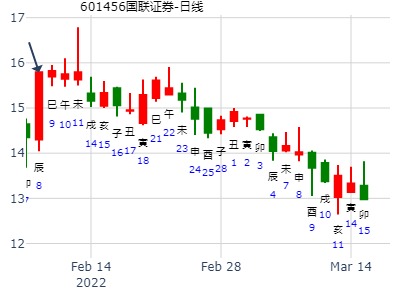 601456国联证券-日线
17
16
15
14
13
12
7
辰
8
巳
9
午
10
未
11
戌
14
亥
15
子
16
丑
17
寅
18
巳
21
午
22
未
23
申
24
酉
25
子
28
丑
1
寅
2
卯
3
辰
4
未
7
申
8
酉
9
戌
10
亥
11
寅
14
卯
15
Feb 14
2022
Feb 28
Mar 14